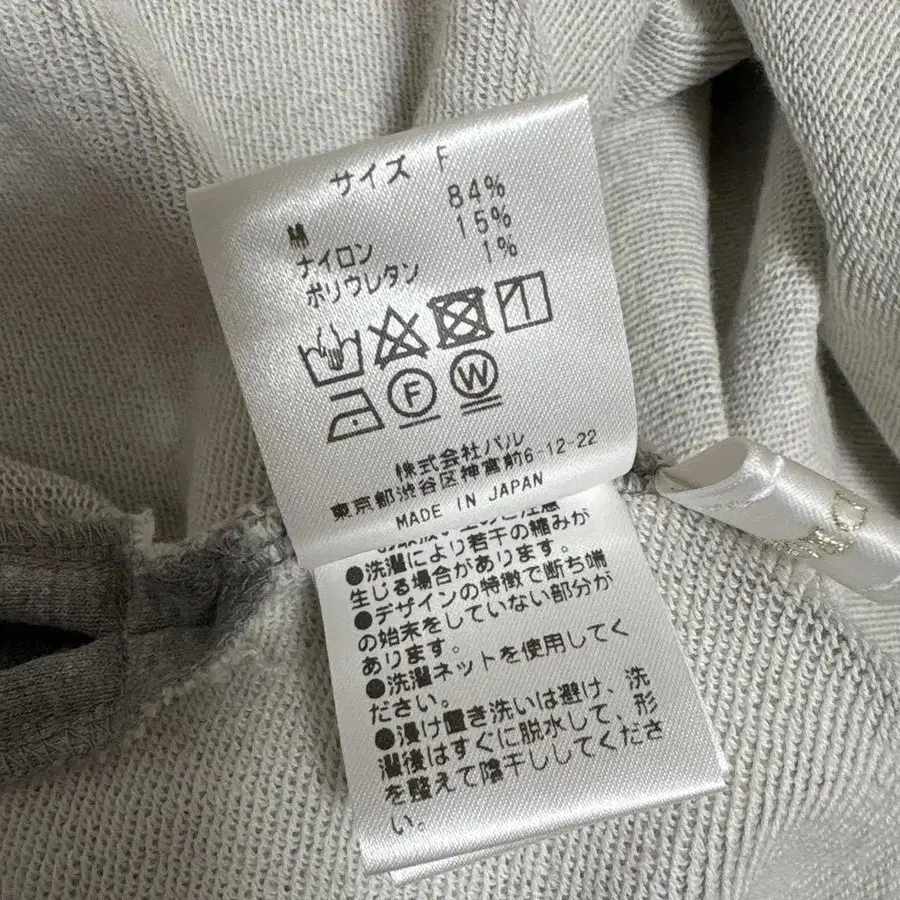 サイズ F
84%
ナイロン 15%
ポリウレタン 1%
F
W
株式会社パル
東京都渋谷区神宮前6-12-22
MADE IN JAPAN
●洗濯により若干の縮みが
生じる場合があります。
●デザインの特徴で断ち端
の始末をしていない部分が
あります。
●洗濯ネットを使用してく
ださい。
●浸け置き洗いは避け、洗
濯後はすぐに脱水して、形
を整えて陰干ししてくださ
い。